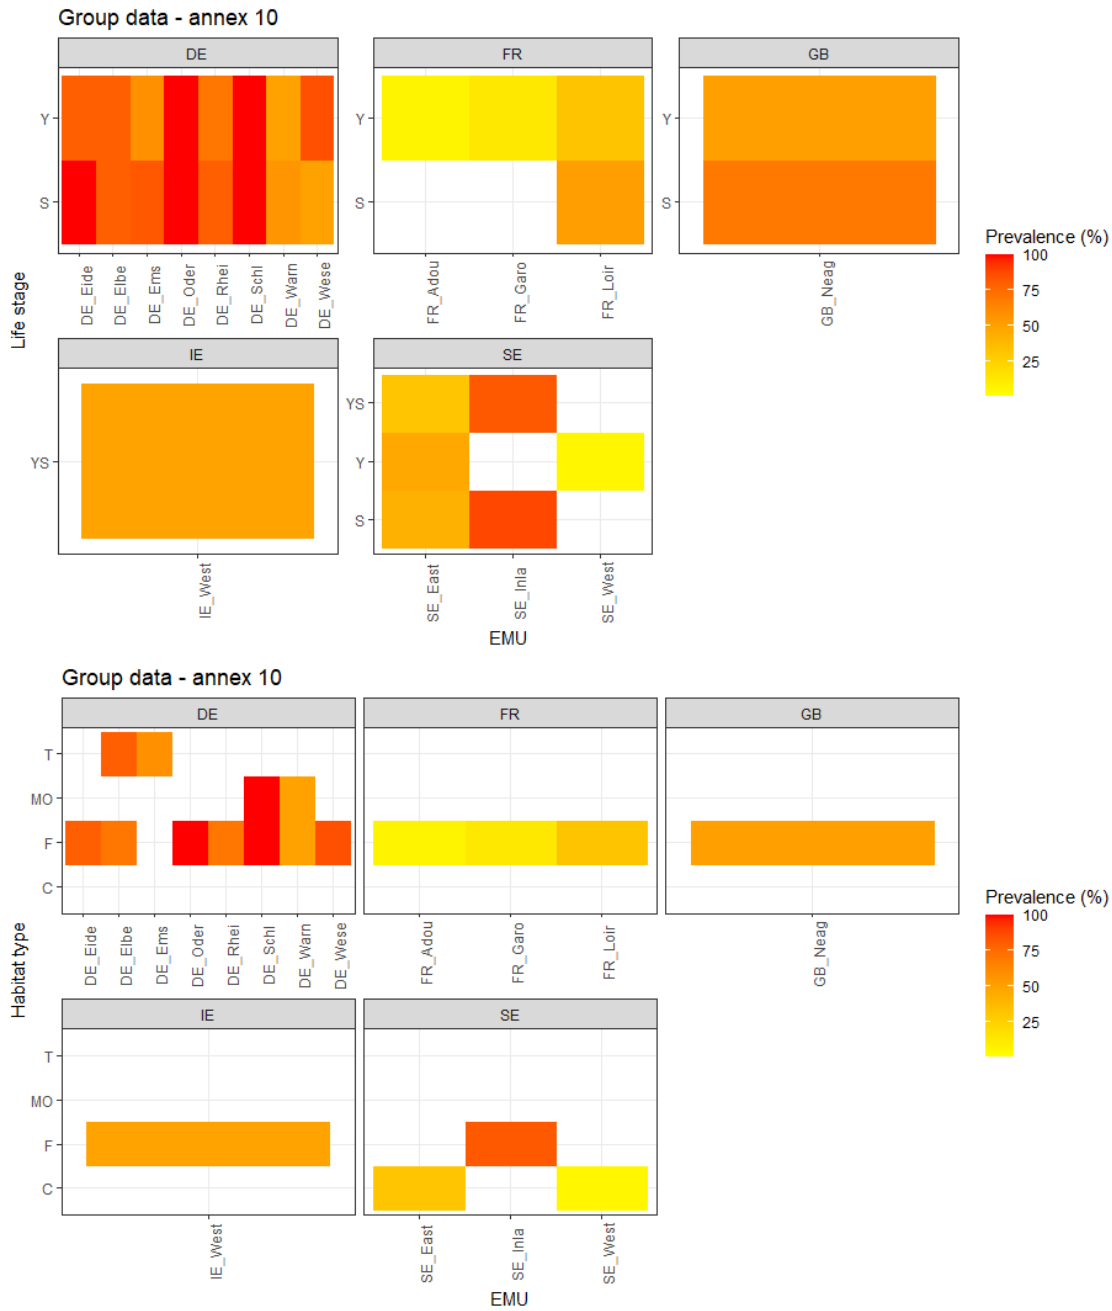 Group data - annex 10
DE
FR
GB
Y
S
Y
S
Y
S
DE_Eide
DE_Elbe
DE_Ems
DE_Oder
DE_Rhei
DE_Schl
DE_Warn
DE_Wese
FR_Adou
FR_Garo
FR_Loir
GB_Neag
Life stage
Prevalence (%)
100
75
50
25
IE
SE
YS
YS
Y
S
IE_West
SE_East
SE_Inla
SE_West
EMU
Group data - annex 10
DE
FR
GB
T
MO
F
C
DE_Eide
DE_Elbe
DE_Ems
DE_Oder
DE_Rhei
DE_Schl
DE_Warn
DE_Wese
FR_Adou
FR_Garo
FR_Loir
GB_Neag
Habitat type
Prevalence (%)
100
75
50
25
IE
SE
T
MO
F
C
IE_West
SE_East
SE_Inla
SE_West
EMU